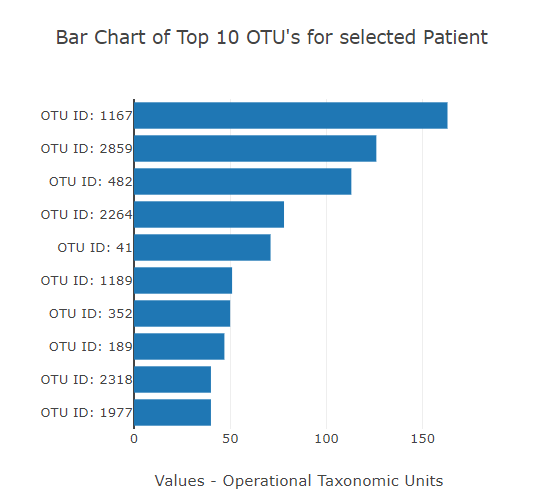 Bar Chart of Top 10 OTU's for selected Patient
OTU ID: 1167
OTU ID: 2859
OTU ID: 482
OTU ID: 2264
OTU ID: 41
OTU ID: 1189
OTU ID: 352
OTU ID: 189
OTU ID: 2318
OTU ID: 1977
0 50 100 150
Values - Operational Taxonomic Units